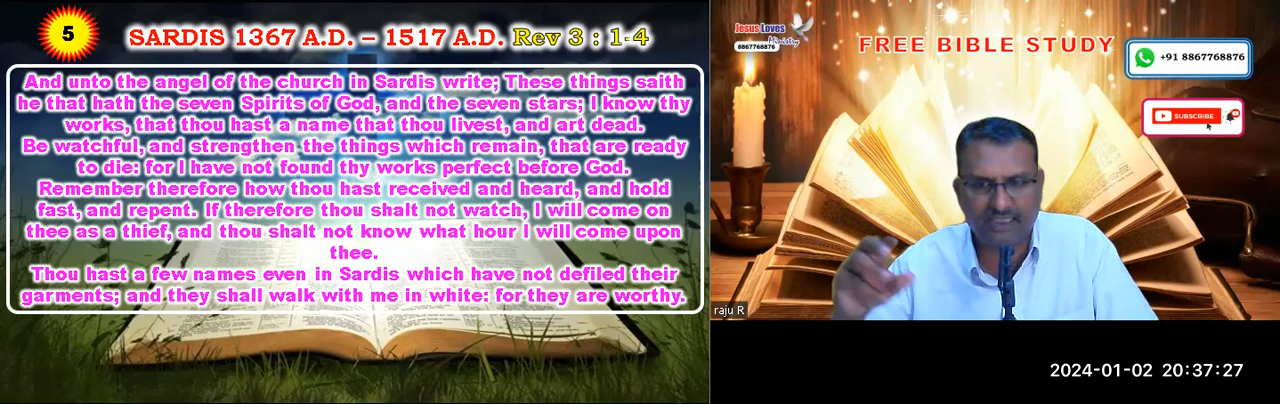 5
SARDIS 1367 A.D. – 1517 A.D. Rev 3 : 1-4
And unto the angel of the church in Sardis write; These things saith
he that hath the seven Spirits of God, and the seven stars; I know thy
works, that thou hast a name that thou livest, and art dead.
Be watchful, and strengthen the things which remain, that are ready
to die: for I have not found thy works perfect before God.
Remember therefore how thou hast received and heard, and hold
fast, and repent. If therefore thou shalt not watch, I will come on
thee as a thief, and thou shalt not know what hour I will come upon
thee.
Thou hast a few names even in Sardis which have not defiled their
garments; and they shall walk with me in white: for they are worthy.
Jesus Loves
Ministry
8867768876
FREE BIBLE STUDY
+91 8867768876
SUBSCRIBE
raju R
2024-01-02 20:37:27